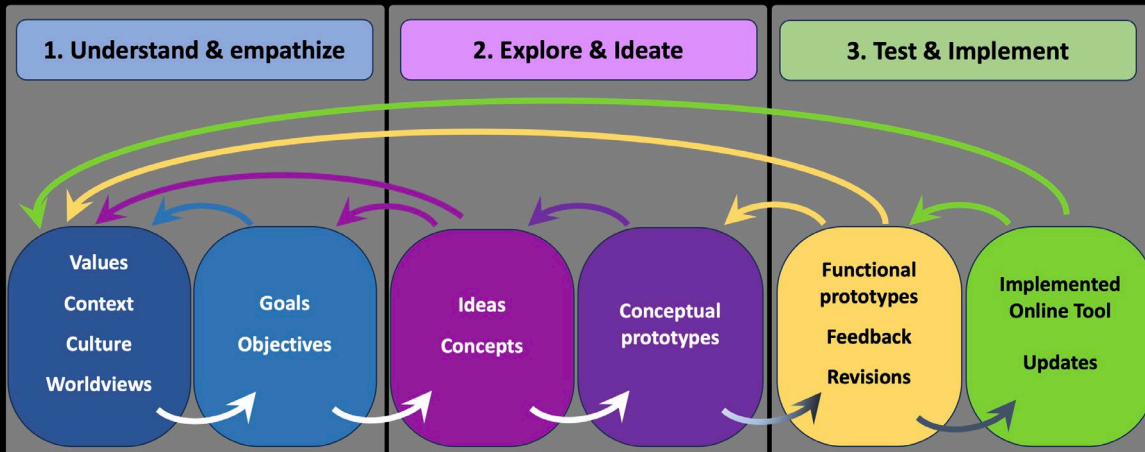 1. Understand & empathize
2. Explore & Ideate
3. Test & Implement
Values
Context
Culture
Worldviews
Goals
Objectives
Ideas
Concepts
Conceptual
prototypes
Functional
prototypes
Feedback
Revisions
Implemented
Online Tool
Updates